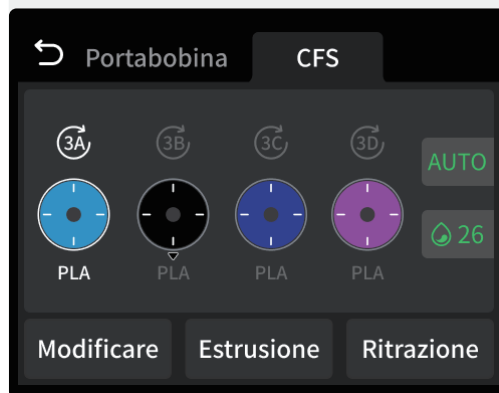 Portabobina CFS
3A 3B 3C 3D
AUTO
26
PLA PLA PLA PLA
Modificare Estrusione Ritrazione